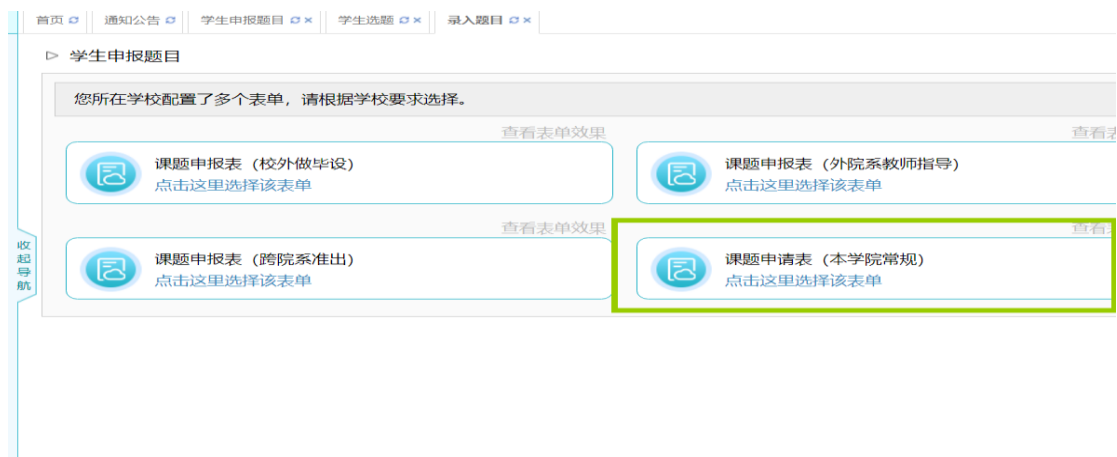 首页 通知公告 学生申报题目 学生选题 录入题目
学生申报题目
您所在学校配置了多个表单，请根据学校要求选择。
查看表单效果 查看表
课题申报表（校外做毕设） 课题申报表（外院系教师指导）
点击这里选择该表单 点击这里选择该表单
查看表单效果 查看
课题申报表（跨院系准出） 课题申请表（本学院常规）
点击这里选择该表单 点击这里选择该表单
收起导航